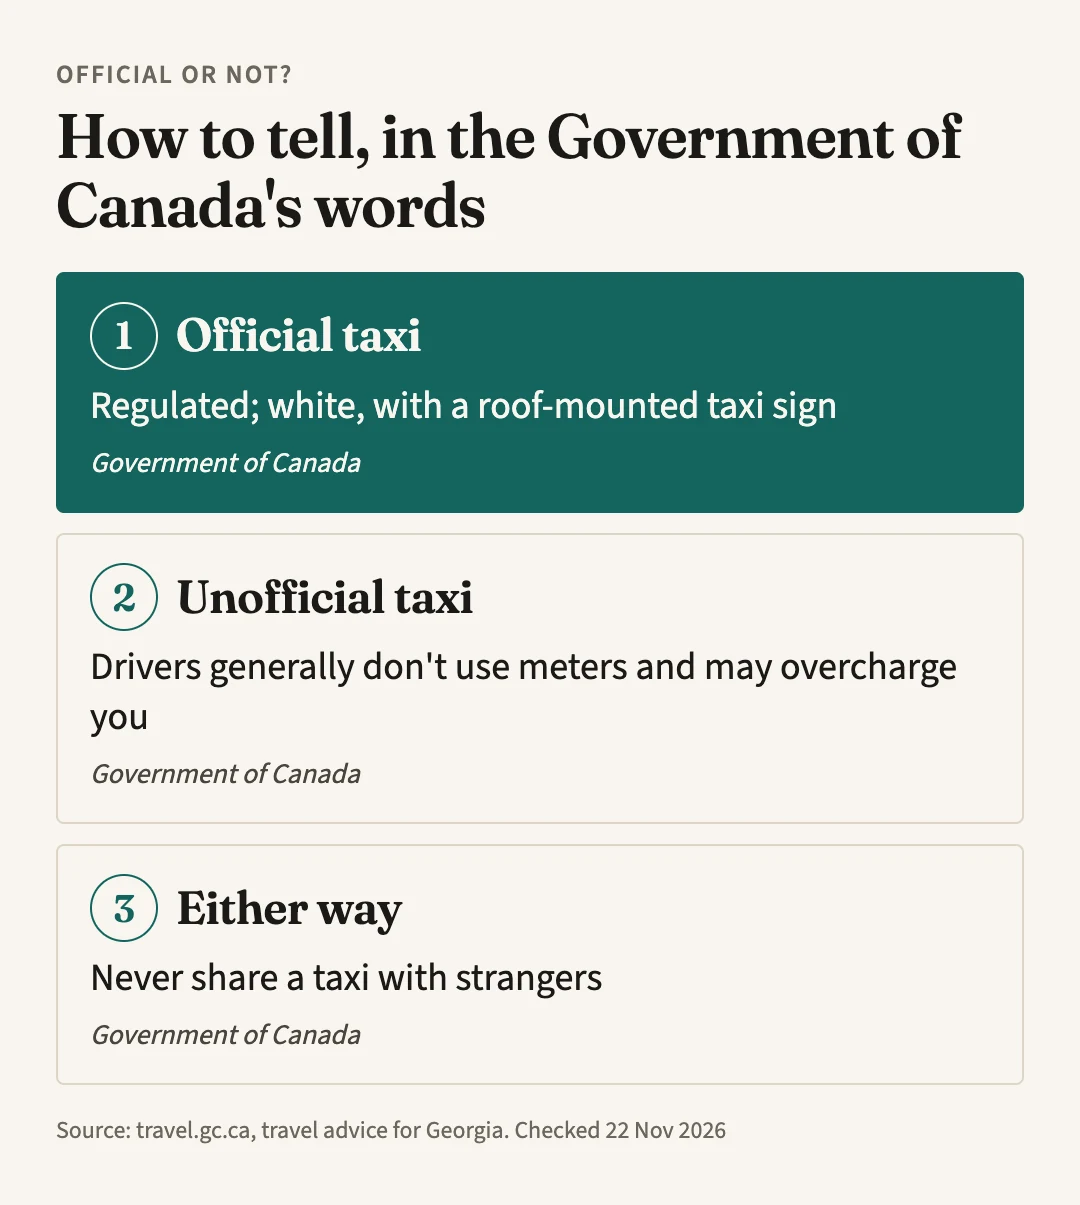 OFFICIAL OR NOT?
How to tell, in the Government of
Canada's words
1 Official taxi
Regulated; white, with a roof-mounted taxi sign
Government of Canada
2 Unofficial taxi
Drivers generally don't use meters and may overcharge
you
Government of Canada
3 Either way
Never share a taxi with strangers
Government of Canada
Source: travel.gc.ca, travel advice for Georgia. Checked 22 Nov 2026